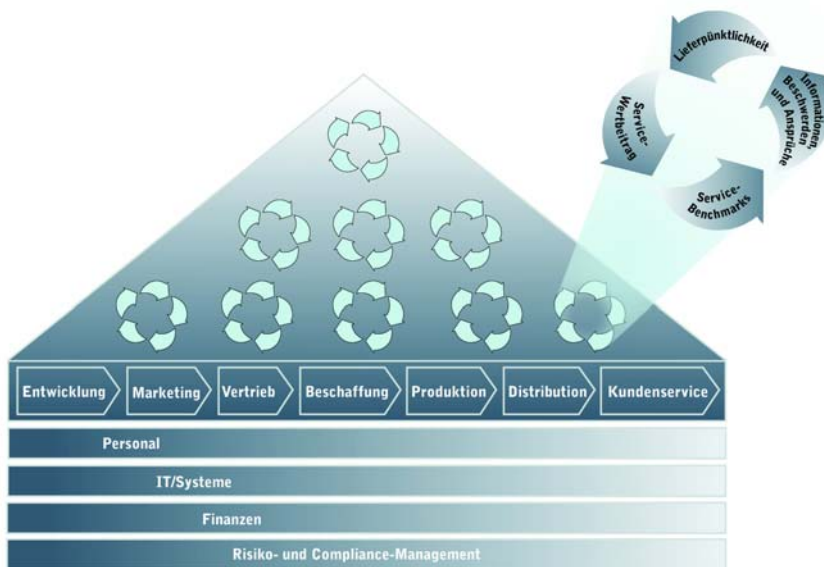 Lieferpünktlichkeit
Informationen,
Beschwerden
und Ansprüche
Service-
Wertbeitrag
Service-
Benchmarks
Entwicklung
Marketing
Vertrieb
Beschaffung
Produktion
Distribution
Kundenservice
Personal
IT/Systeme
Finanzen
Risiko- und Compliance-Management